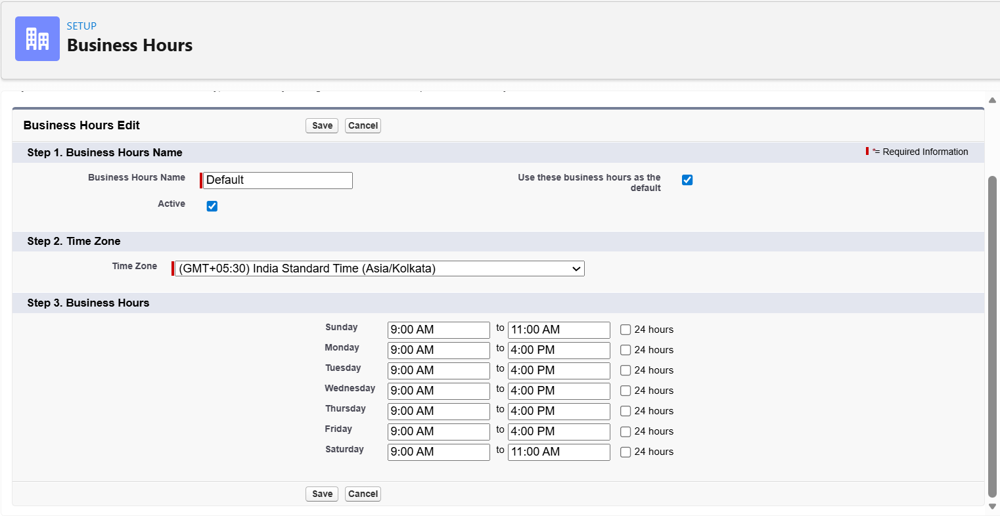 SETUP
Business Hours
Business Hours Edit Save Cancel
Step 1. Business Hours Name *= Required Information
Business Hours Name Default Use these business hours as the
default
Active
Step 2. Time Zone
Time Zone (GMT+05:30) India Standard Time (Asia/Kolkata)
Step 3. Business Hours
Sunday 9:00 AM to 11:00 AM 24 hours
Monday 9:00 AM to 4:00 PM 24 hours
Tuesday 9:00 AM to 4:00 PM 24 hours
Wednesday 9:00 AM to 4:00 PM 24 hours
Thursday 9:00 AM to 4:00 PM 24 hours
Friday 9:00 AM to 4:00 PM 24 hours
Saturday 9:00 AM to 11:00 AM 24 hours
Save Cancel